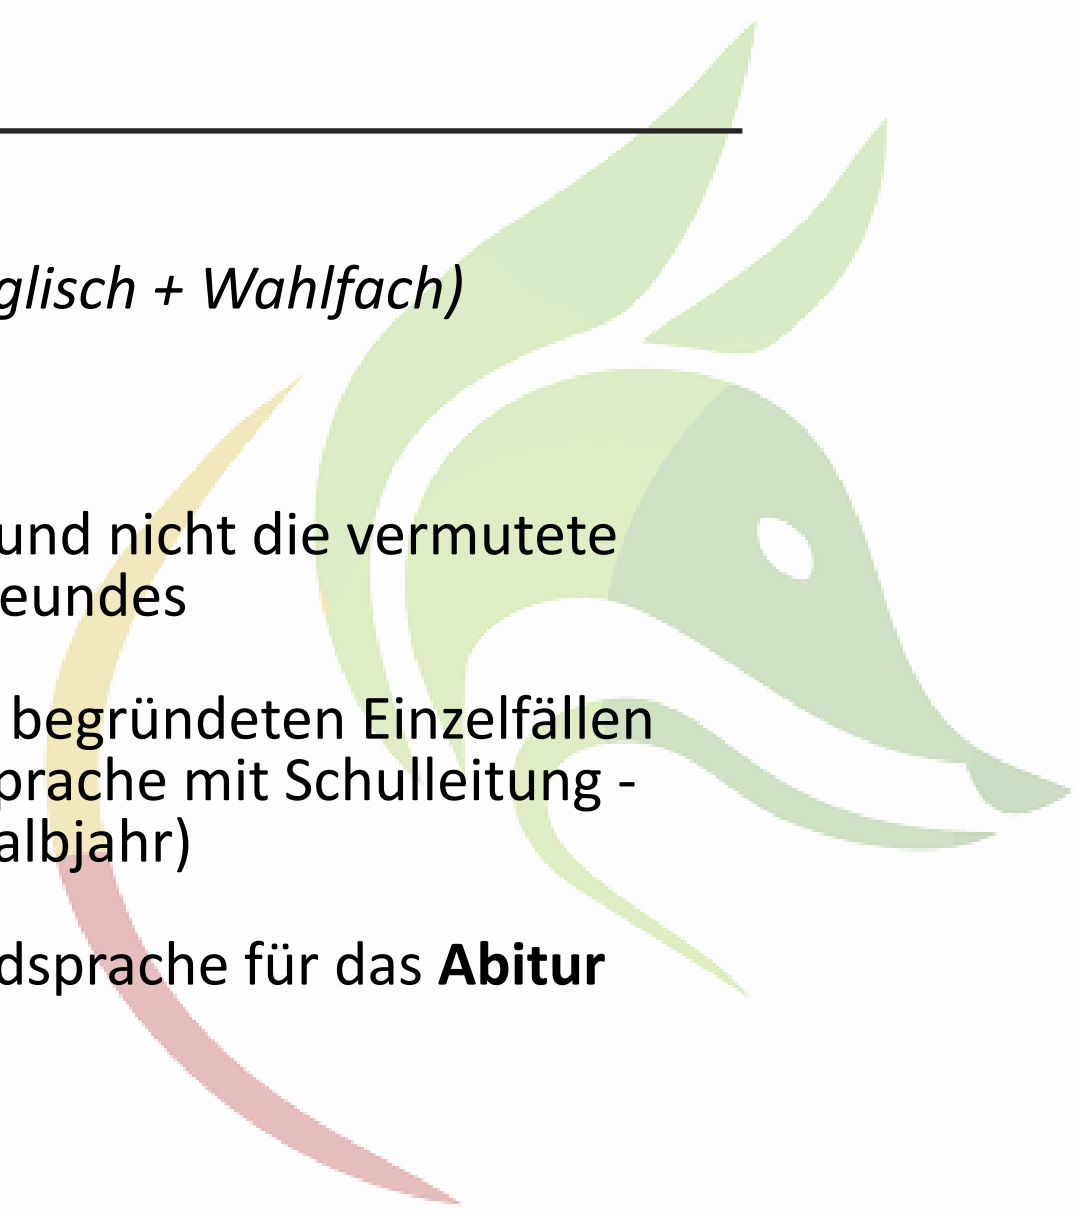 glisch + Wahlfach)
und nicht die vermutete
eundes
begründeten Einzelfällen
prache mit Schulleitung -
albjahr)
dsprache für das Abitur